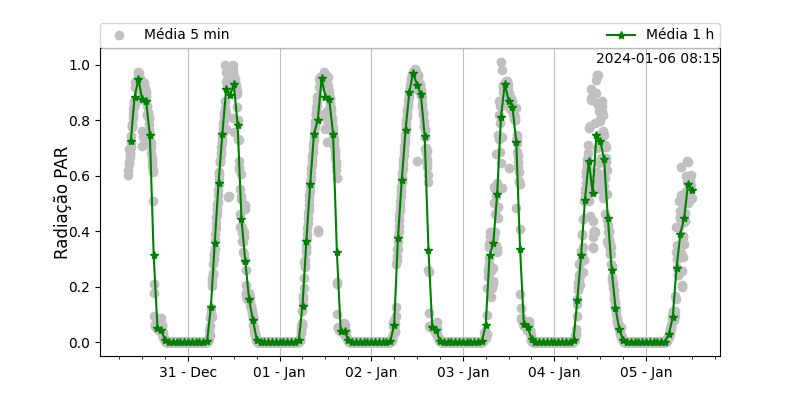 Média 5 min
Média 1 h
2024-01-06 08:15
Radiação PAR
1.0
0.8
0.6
0.4
0.2
0.0
31 - Dec
01 - Jan
02 - Jan
03 - Jan
04 - Jan
05 - Jan